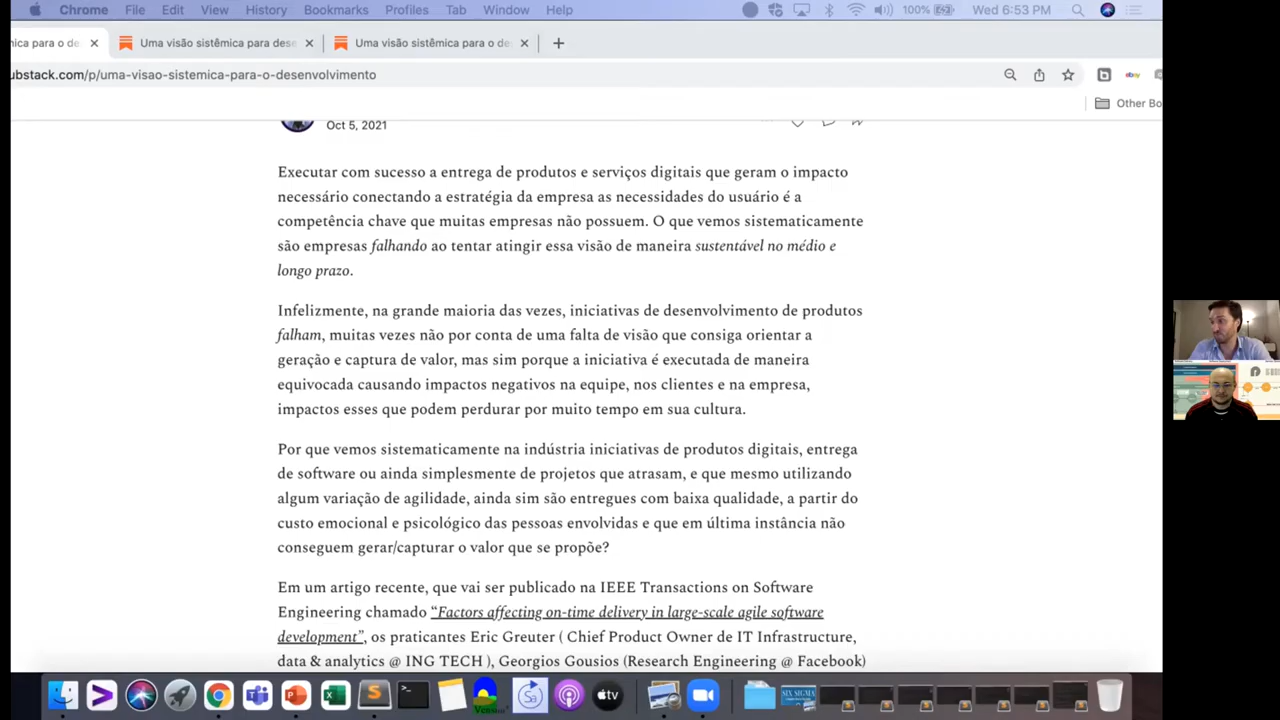 Chrome File Edit View History Bookmarks Profiles Tab Window Help 100% Wed 6:53 PM
mica para o de Uma visão sistêmica para dese Uma visão sistêmica para o de
ubstack.com/p/uma-visao-sistemica-para-o-desenvolvimento
ebay
Other Bo
Oct 5, 2021
Executar com sucesso a entrega de produtos e serviços digitais que geram o impacto
necessário conectando a estratégia da empresa as necessidades do usuário é a
competência chave que muitas empresas não possuem. O que vemos sistematicamente
são empresas falhando ao tentar atingir essa visão de maneira sustentável no médio e
longo prazo.
Infelizmente, na grande maioria das vezes, iniciativas de desenvolvimento de produtos
falham, muitas vezes não por conta de uma falta de visão que consiga orientar a
geração e captura de valor, mas sim porque a iniciativa é executada de maneira
equivocada causando impactos negativos na equipe, nos clientes e na empresa,
impactos esses que podem perdurar por muito tempo em sua cultura.
Por que vemos sistematicamente na indústria iniciativas de produtos digitais, entrega
de software ou ainda simplesmente de projetos que atrasam, e que mesmo utilizando
algum variação de agilidade, ainda sim são entregues com baixa qualidade, a partir do
custo emocional e psicológico das pessoas envolvidas e que em última instância não
conseguem gerar/capturar o valor que se propõe?
Em um artigo recente, que vai ser publicado na IEEE Transactions on Software
Engineering chamado “Factors affecting on-time delivery in large-scale agile software
development”, os praticantes Eric Greuter ( Chief Product Owner de IT Infrastructure,
data & analytics @ ING TECH ), Georgios Gousios (Research Engineering @ Facebook)
SIX SIGMA
tv